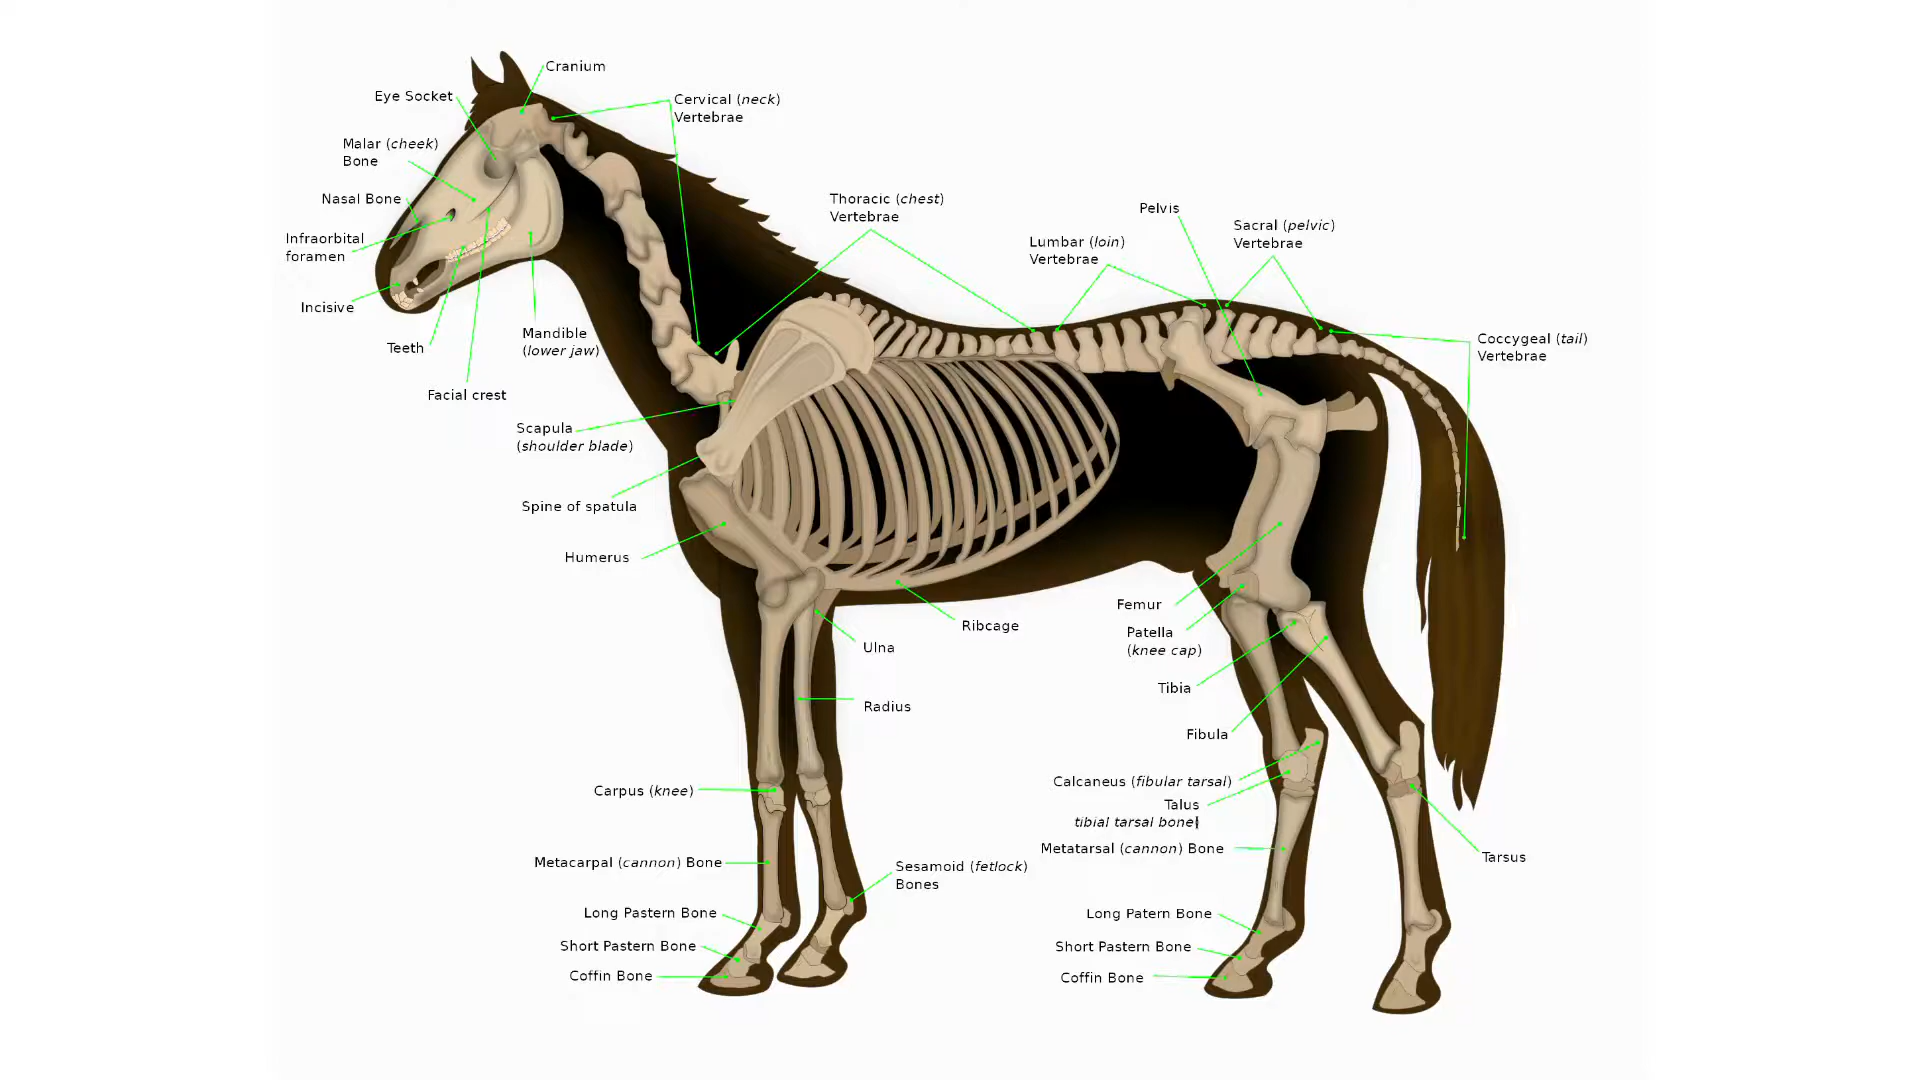 Cranium
Eye Socket
Cervical (neck)
Vertebrae
Malar (cheek)
Bone
Nasal Bone
Infraorbital
foramen
Incisive
Teeth
Mandible
(lower jaw)
Facial crest
Thoracic (chest)
Vertebrae
Pelvis
Lumbar (loin)
Vertebrae
Sacral (pelvic)
Vertebrae
Coccygeal (tail)
Vertebrae
Scapula
(shoulder blade)
Spine of spatula
Humerus
Ribcage
Ulna
Radius
Femur
Patella
(knee cap)
Tibia
Fibula
Carpus (knee)
Calcaneus (fibular tarsal)
Talus
tibial tarsal bone
Metacarpal (cannon) Bone
Metatarsal (cannon) Bone
Tarsus
Sesamoid (fetlock)
Bones
Long Pastern Bone
Short Pastern Bone
Coffin Bone
Long Patern Bone
Short Pastern Bone
Coffin Bone